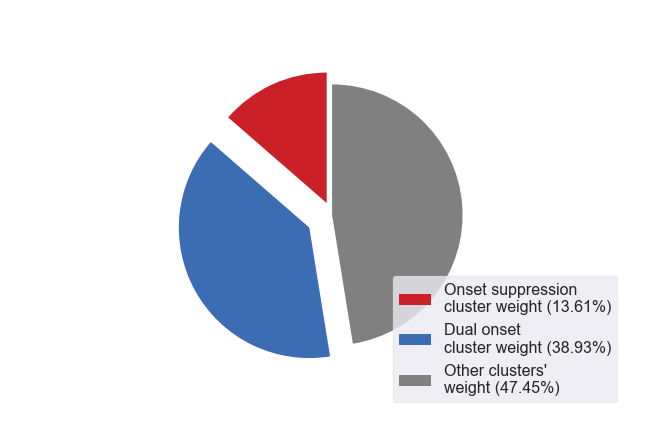 Onset suppression
cluster weight (13.61%)
Dual onset
cluster weight (38.93%)
Other clusters'
weight (47.45%)